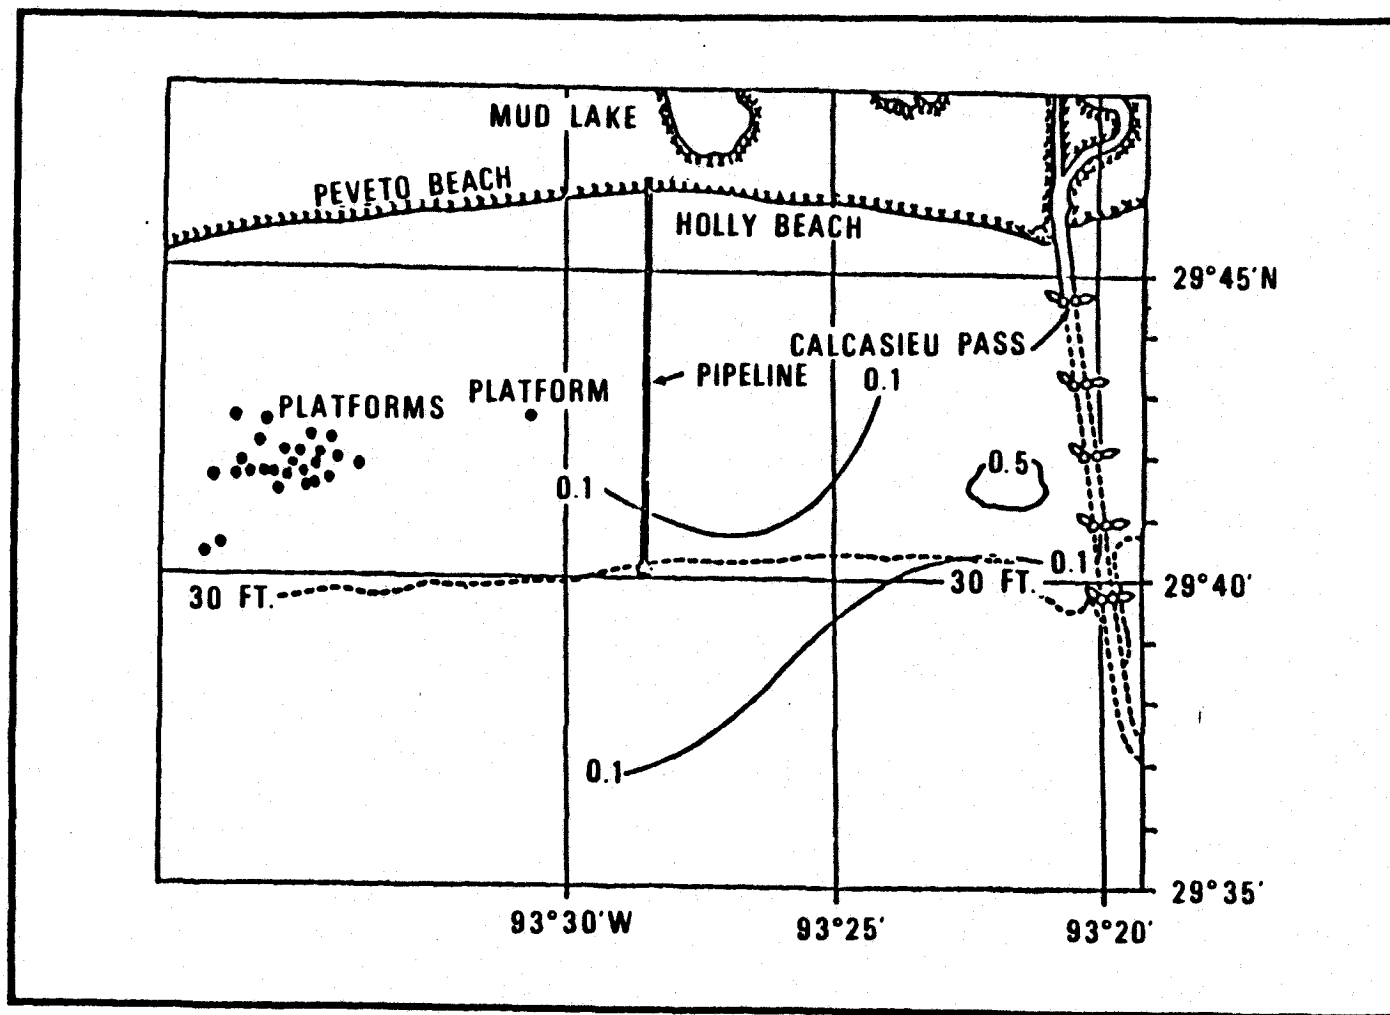 MUD LAKE
PEVETO BEACH
HOLLY BEACH
29°45'N
CALCASIEU PASS
PIPELINE
0.1
PLATFORM
PLATFORMS
0.5
0.1
0.1
30 FT.
29°40'
30 FT.
0.1
29°35'
93°30'W
93°25'
93°20'